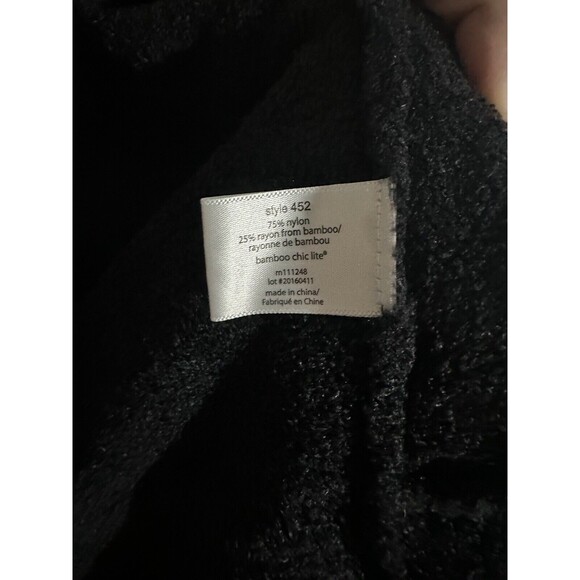 style 452
75% nylon
25% rayon from bamboo/
rayonne de bambou
bamboo chic lite®
m111248
lot #20160411
made in china/
Fabriqué en Chine